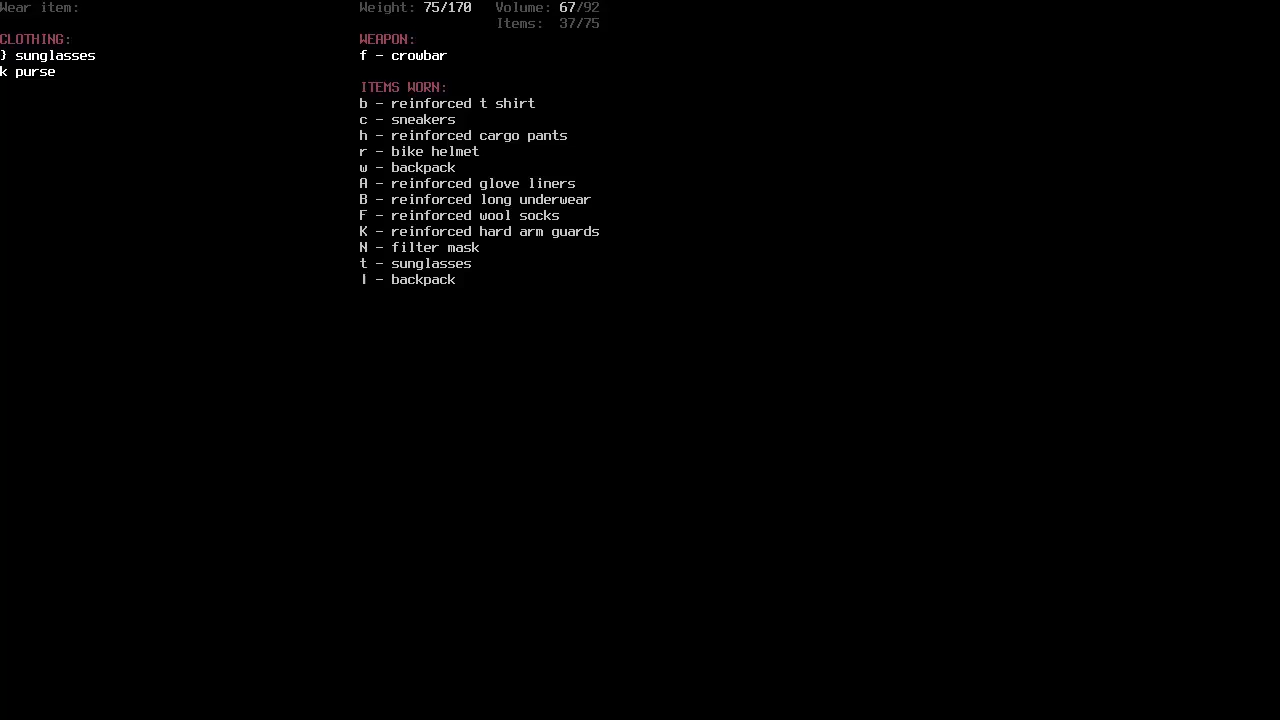 Wear item:
Weight: 75/170 Volume: 67/92
Items: 37/75
CLOTHING:
} sunglasses
k purse
WEAPON:
f - crowbar
ITEMS WORN:
b - reinforced t shirt
c - sneakers
h - reinforced cargo pants
r - bike helmet
w - backpack
A - reinforced glove liners
B - reinforced long underwear
F - reinforced wool socks
K - reinforced hard arm guards
N - filter mask
t - sunglasses
l - backpack